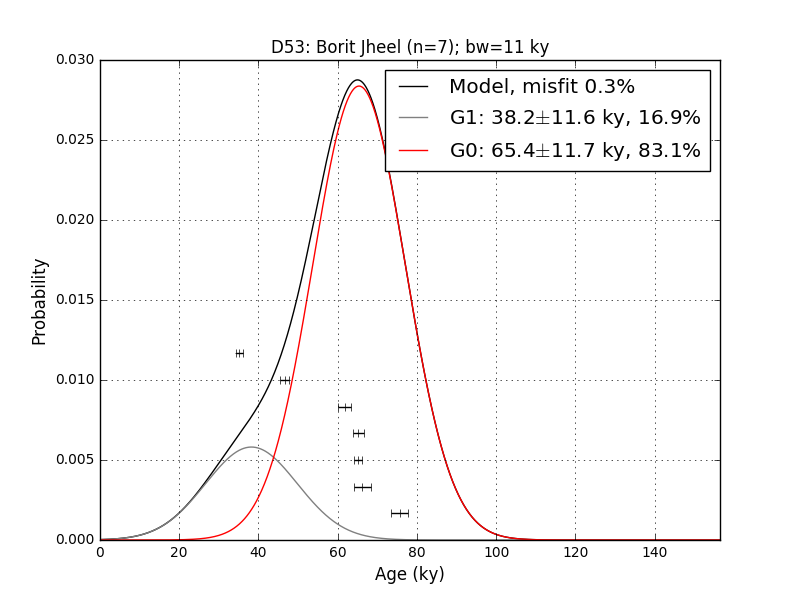 D53: Borit Jheel (n=7); bw=11 ky
Model, misfit 0.3%
G1: 38.2±11.6 ky, 16.9%
G0: 65.4±11.7 ky, 83.1%
Probability
0.030
0.025
0.020
0.015
0.010
0.005
0.000
0 20 40 60 80 100 120 140
Age (ky)